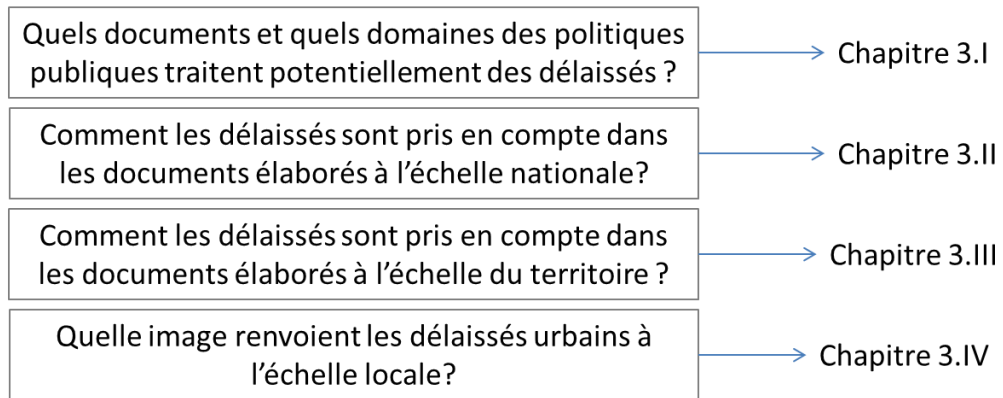 Quels documents et quels domaines des politiques
publiques traitent potentiellement des délaissés ?
Chapitre 3.I
Comment les délaissés sont pris en compte dans
les documents élaborés à l'échelle nationale?
Chapitre 3.II
Comment les délaissés sont pris en compte dans
les documents élaborés à l'échelle du territoire ?
Chapitre 3.III
Quelle image renvoient les délaissés urbains à
l'échelle locale?
Chapitre 3.IV